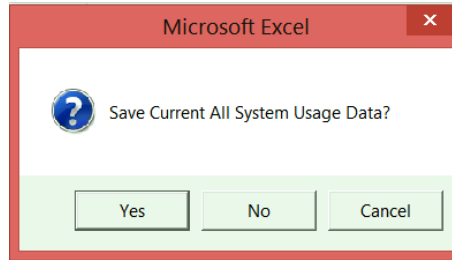 Microsoft Excel
x
Save Current All System Usage Data?
Yes
No
Cancel